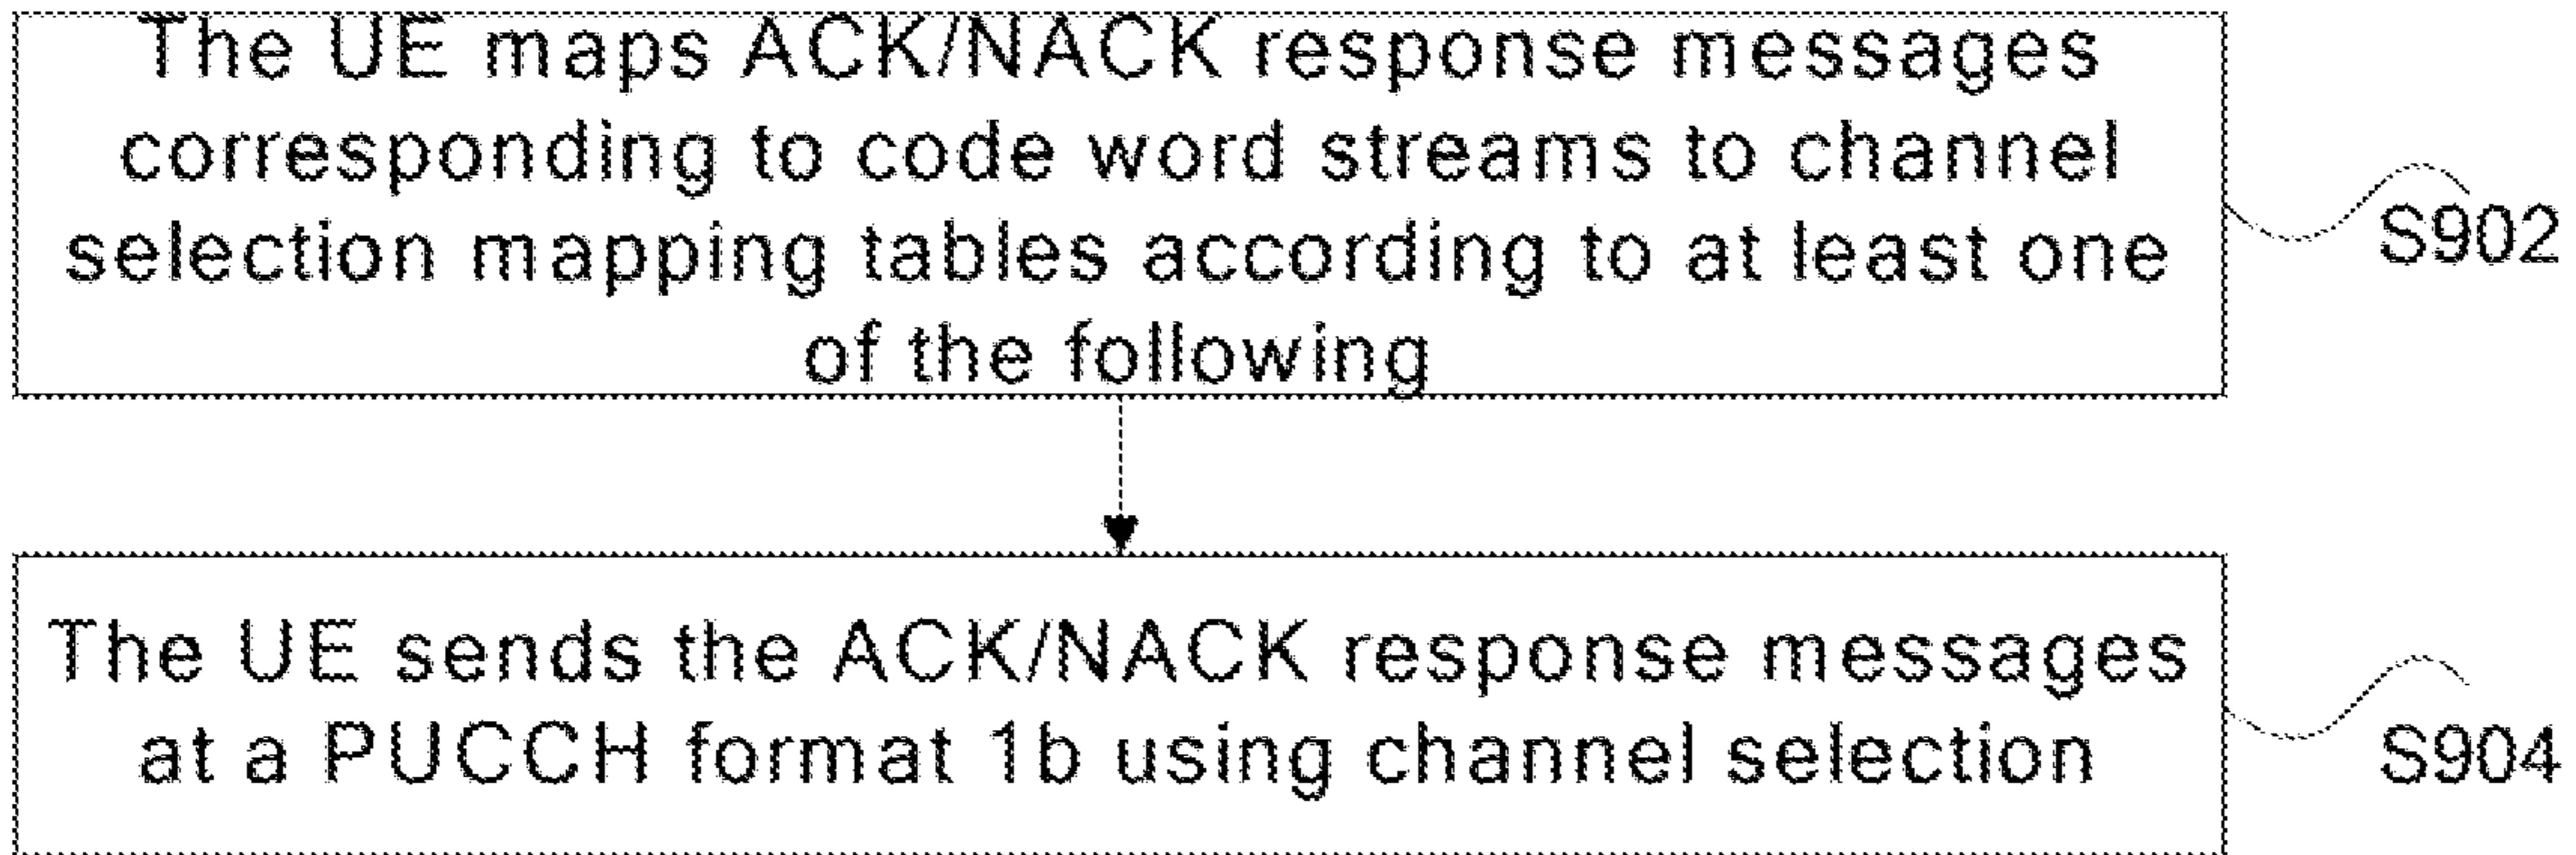 The UE maps ACK/NACK response messages
corresponding to code word streams to channel
selection mapping tables according to at least one
of the following
S902
The UE sends the ACK/NACK response messages
at a PUCCH format 1b using channel selection
S904